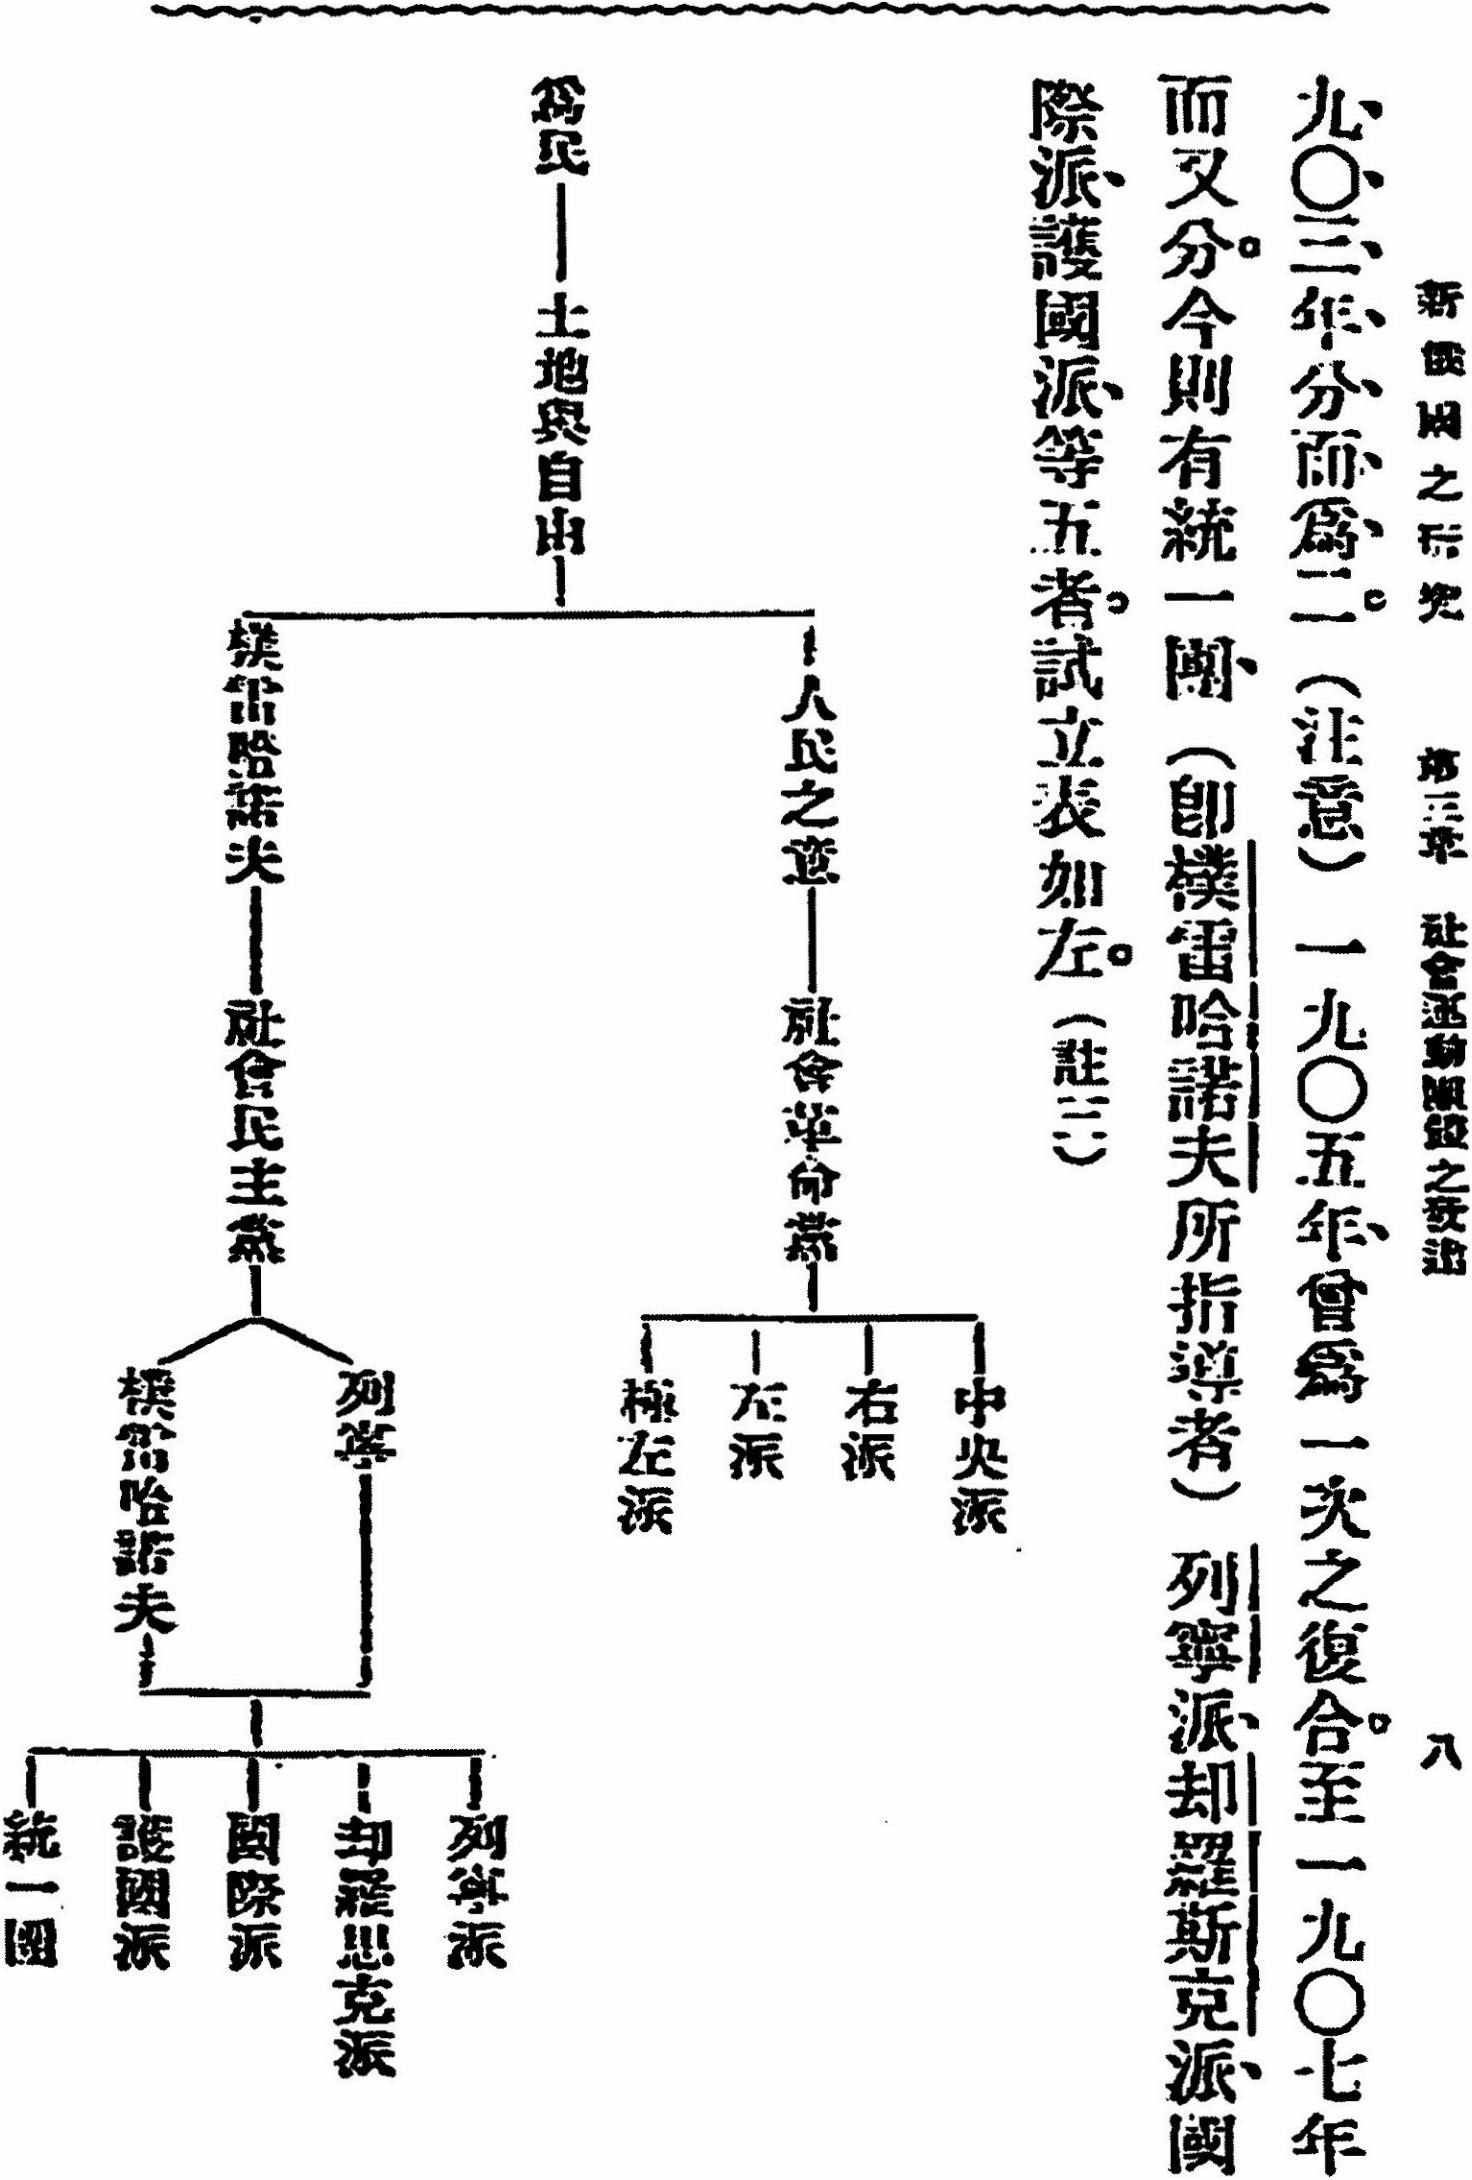 新俄國之研究 第三章 社會運動開發之發達 八
九〇三年分而爲二。（注意）一九〇五年、曾爲一次之復合。至一九〇七年
而又分。今則有統一團、（卽樸雷哈諾夫所指導者）列寧派、却羅斯克派、國
際派、護國派、等五者。試立表如左。（註三）
爲民
土地與自由
人民之意
社會革命黨
中央派
右派
左派
極左派
樸雷哈諾夫
社會民主黨
列寧
樸雷哈諾夫
列寧派
却羅思克派
國際派
護國派
統一團